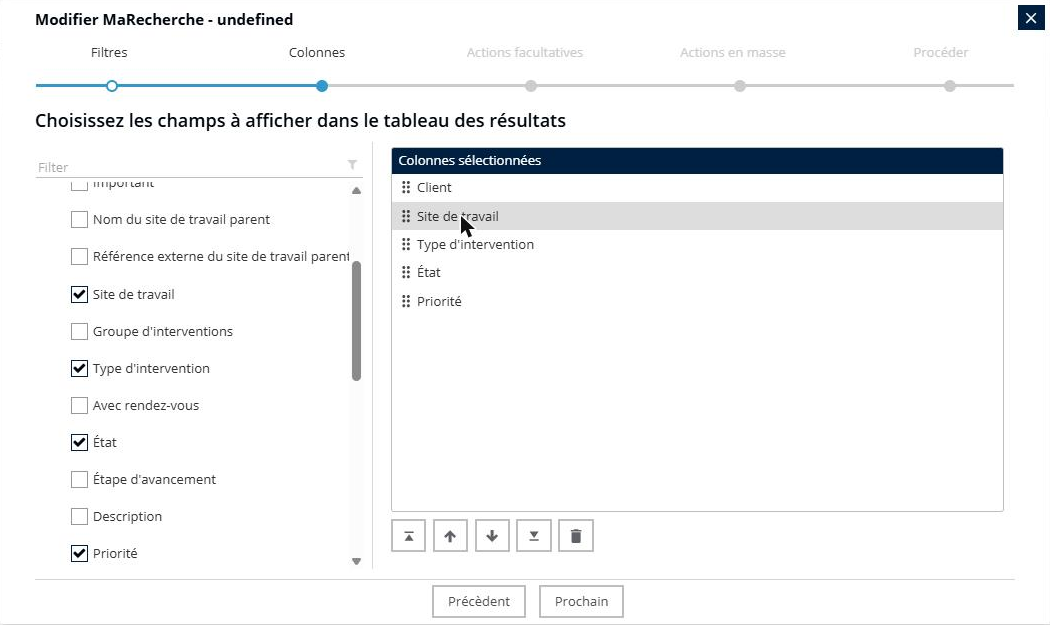 Modifier MaRecherche - undefined
Filtres
Colonnes
Actions facultatives
Actions en masse
Procéder
Choisissez les champs à afficher dans le tableau des résultats
Filter
Important
Nom du site de travail parent
Référence externe du site de travail parent
Site de travail
Groupe d'interventions
Type d'intervention
Avec rendez-vous
État
Étape d'avancement
Description
Priorité
Colonnes sélectionnées
Client
Site de travail
Type d'intervention
État
Priorité
Précèdent
Prochain